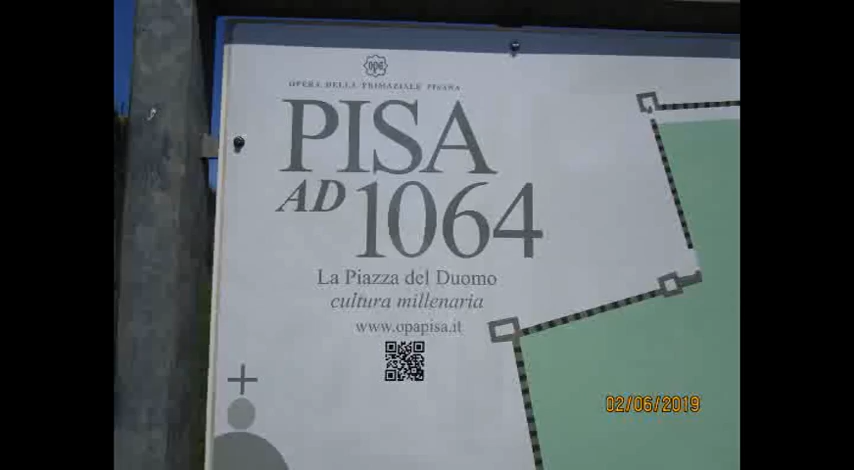 opa
OPERA DELLA PRIMAZIALE PISANA
PISA
AD 1064
La Piazza del Duomo
cultura millenaria
www.opapisa.it
02/06/2019